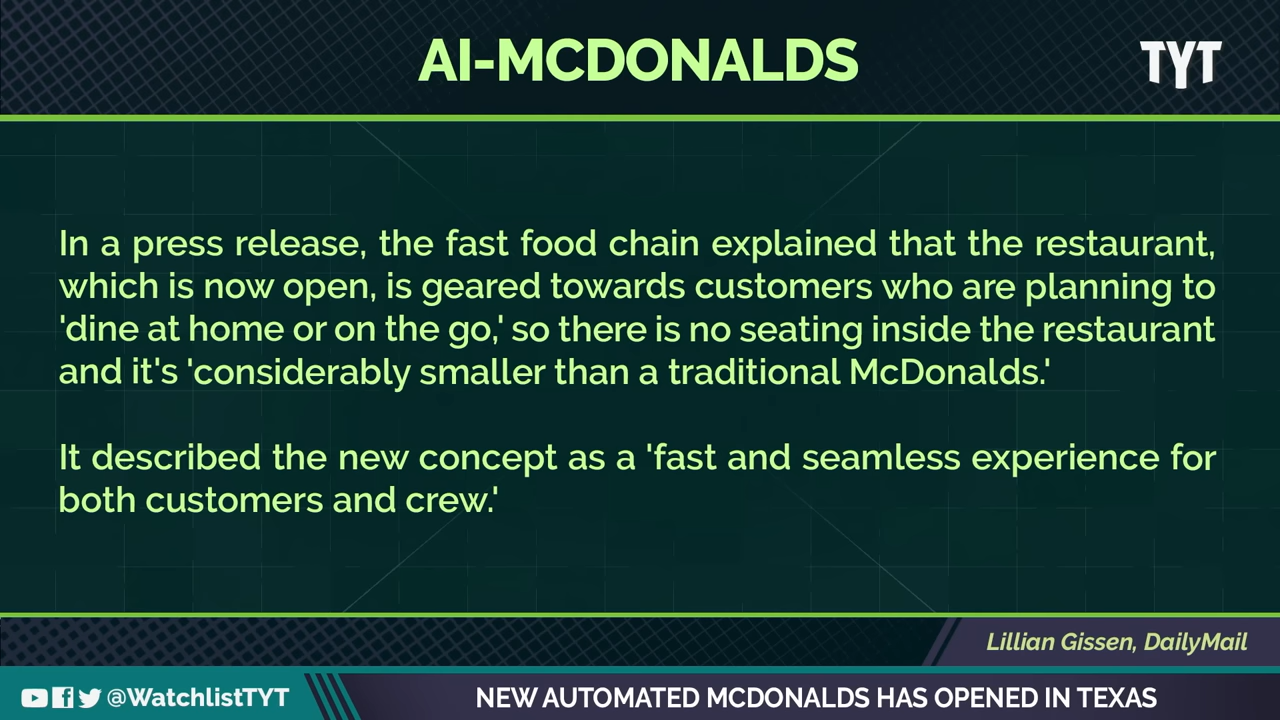 AI-MCDONALDS
TYT
In a press release, the fast food chain explained that the restaurant,
which is now open, is geared towards customers who are planning to
'dine at home or on the go,' so there is no seating inside the restaurant
and it's 'considerably smaller than a traditional McDonalds.'
It described the new concept as a 'fast and seamless experience for
both customers and crew.'
Lillian Gissen, DailyMail
@WatchlistTYT
NEW AUTOMATED MCDONALDS HAS OPENED IN TEXAS